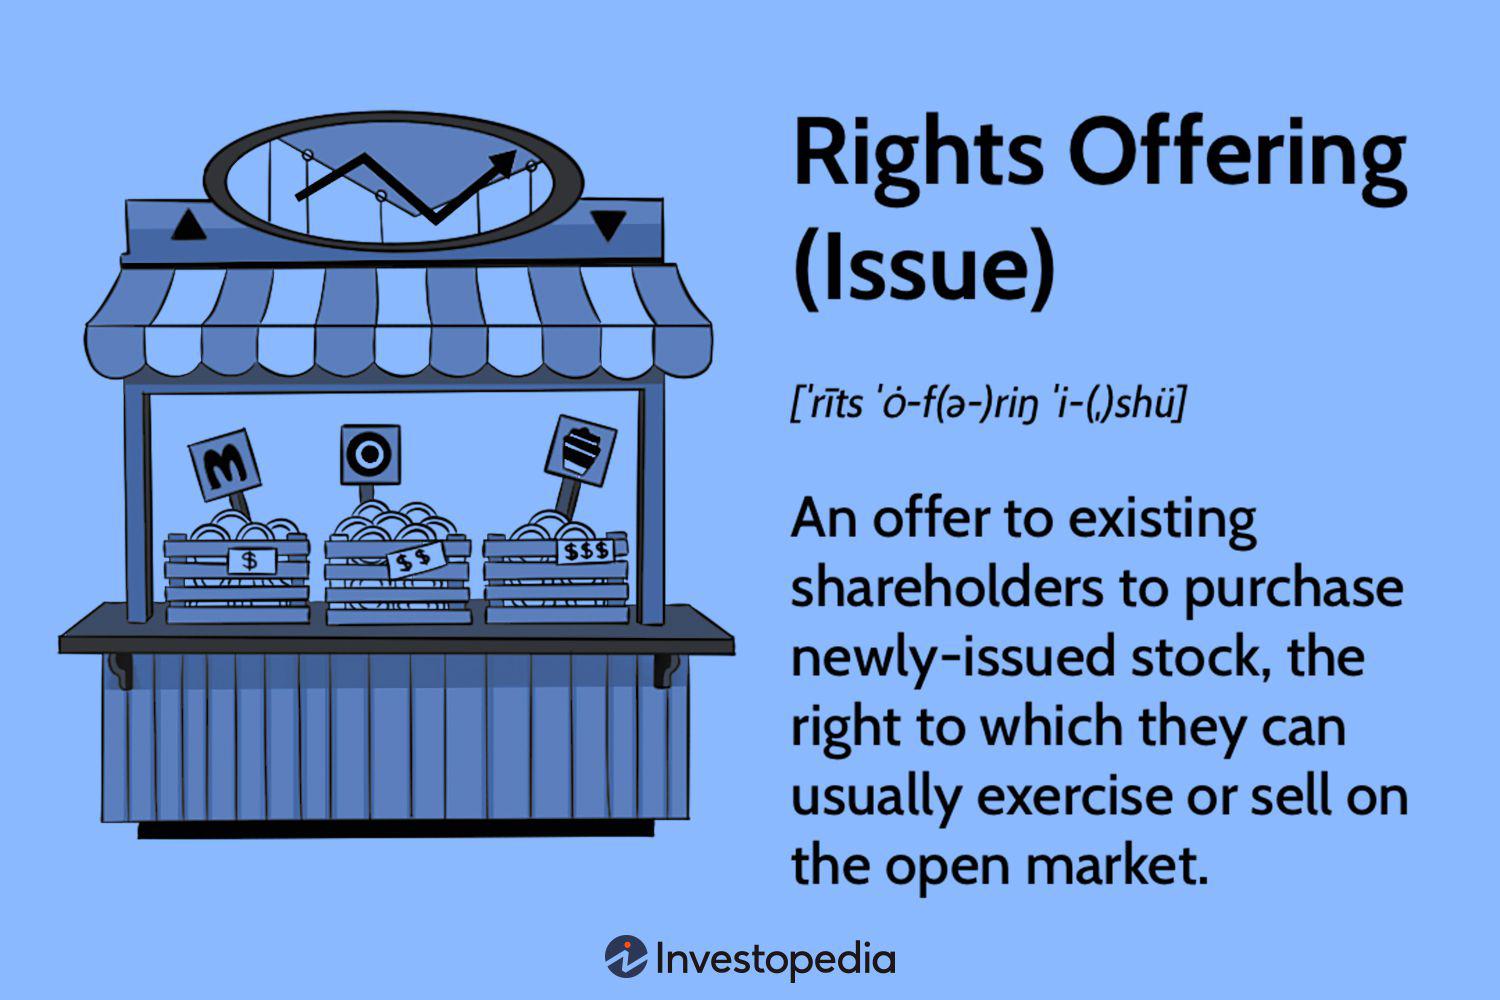 Rights Offering
(Issue)
[ˈrīts ˈȯ-f(ə-)riŋ ˈi-(ˌ)shü]
An offer to existing
shareholders to purchase
newly-issued stock, the
right to which they can
usually exercise or sell on
the open market.
M
$
$$
$$$
Investopedia